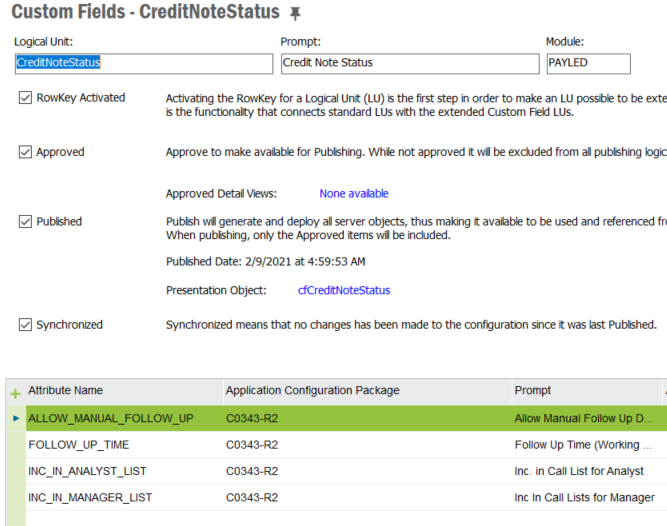 Custom Fields - CreditNoteStatus
Logical Unit: Prompt: Module:
CreditNoteStatus Credit Note Status PAYLED
RowKey Activated Activating the RowKey for a Logical Unit (LU) is the first step in order to make an LU possible to be exte
is the functionality that connects standard LUs with the extended Custom Field LUs.
Approved Approve to make available for Publishing. While not approved it will be excluded from all publishing logic
Approved Detail Views: None available
Published Publish will generate and deploy all server objects, thus making it available to be used and referenced fr
When publishing, only the Approved items will be included.
Published Date: 2/9/2021 at 4:59:53 AM
Presentation Object: cfCreditNoteStatus
Synchronized Synchronized means that no changes has been made to the configuration since it was last Published.
Attribute Name Application Configuration Package Prompt
ALLOW_MANUAL_FOLLOW_UP C0343-R2 Allow Manual Follow Up D...
FOLLOW_UP_TIME C0343-R2 Follow Up Time (Working ...
INC_IN_ANALYST_LIST C0343-R2 Inc. in Call List for Analyst
INC_IN_MANAGER_LIST C0343-R2 Inc In Call Lists for Manager